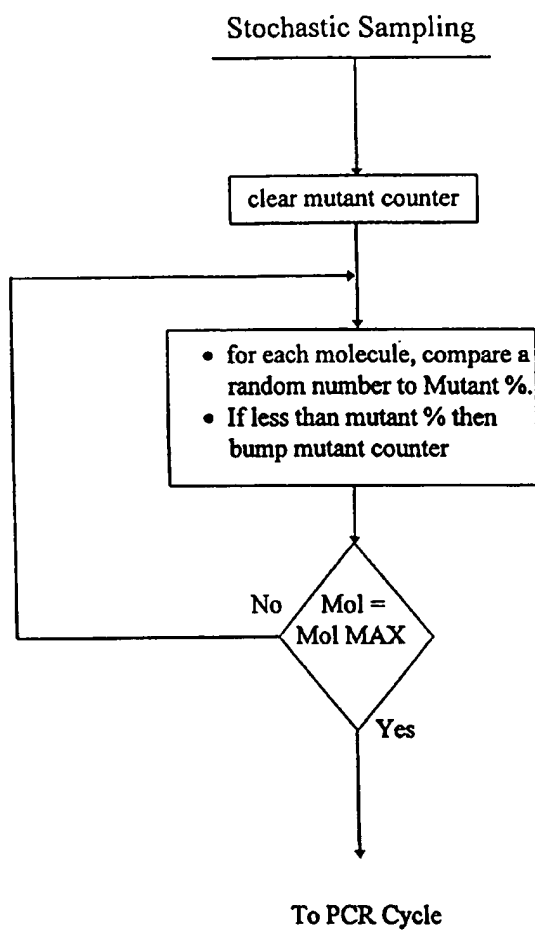 Stochastic Sampling
clear mutant counter
• for each molecule, compare a
random number to Mutant %.
• If less than mutant % then
bump mutant counter
No
Mol =
Mol MAX
Yes
To PCR Cycle